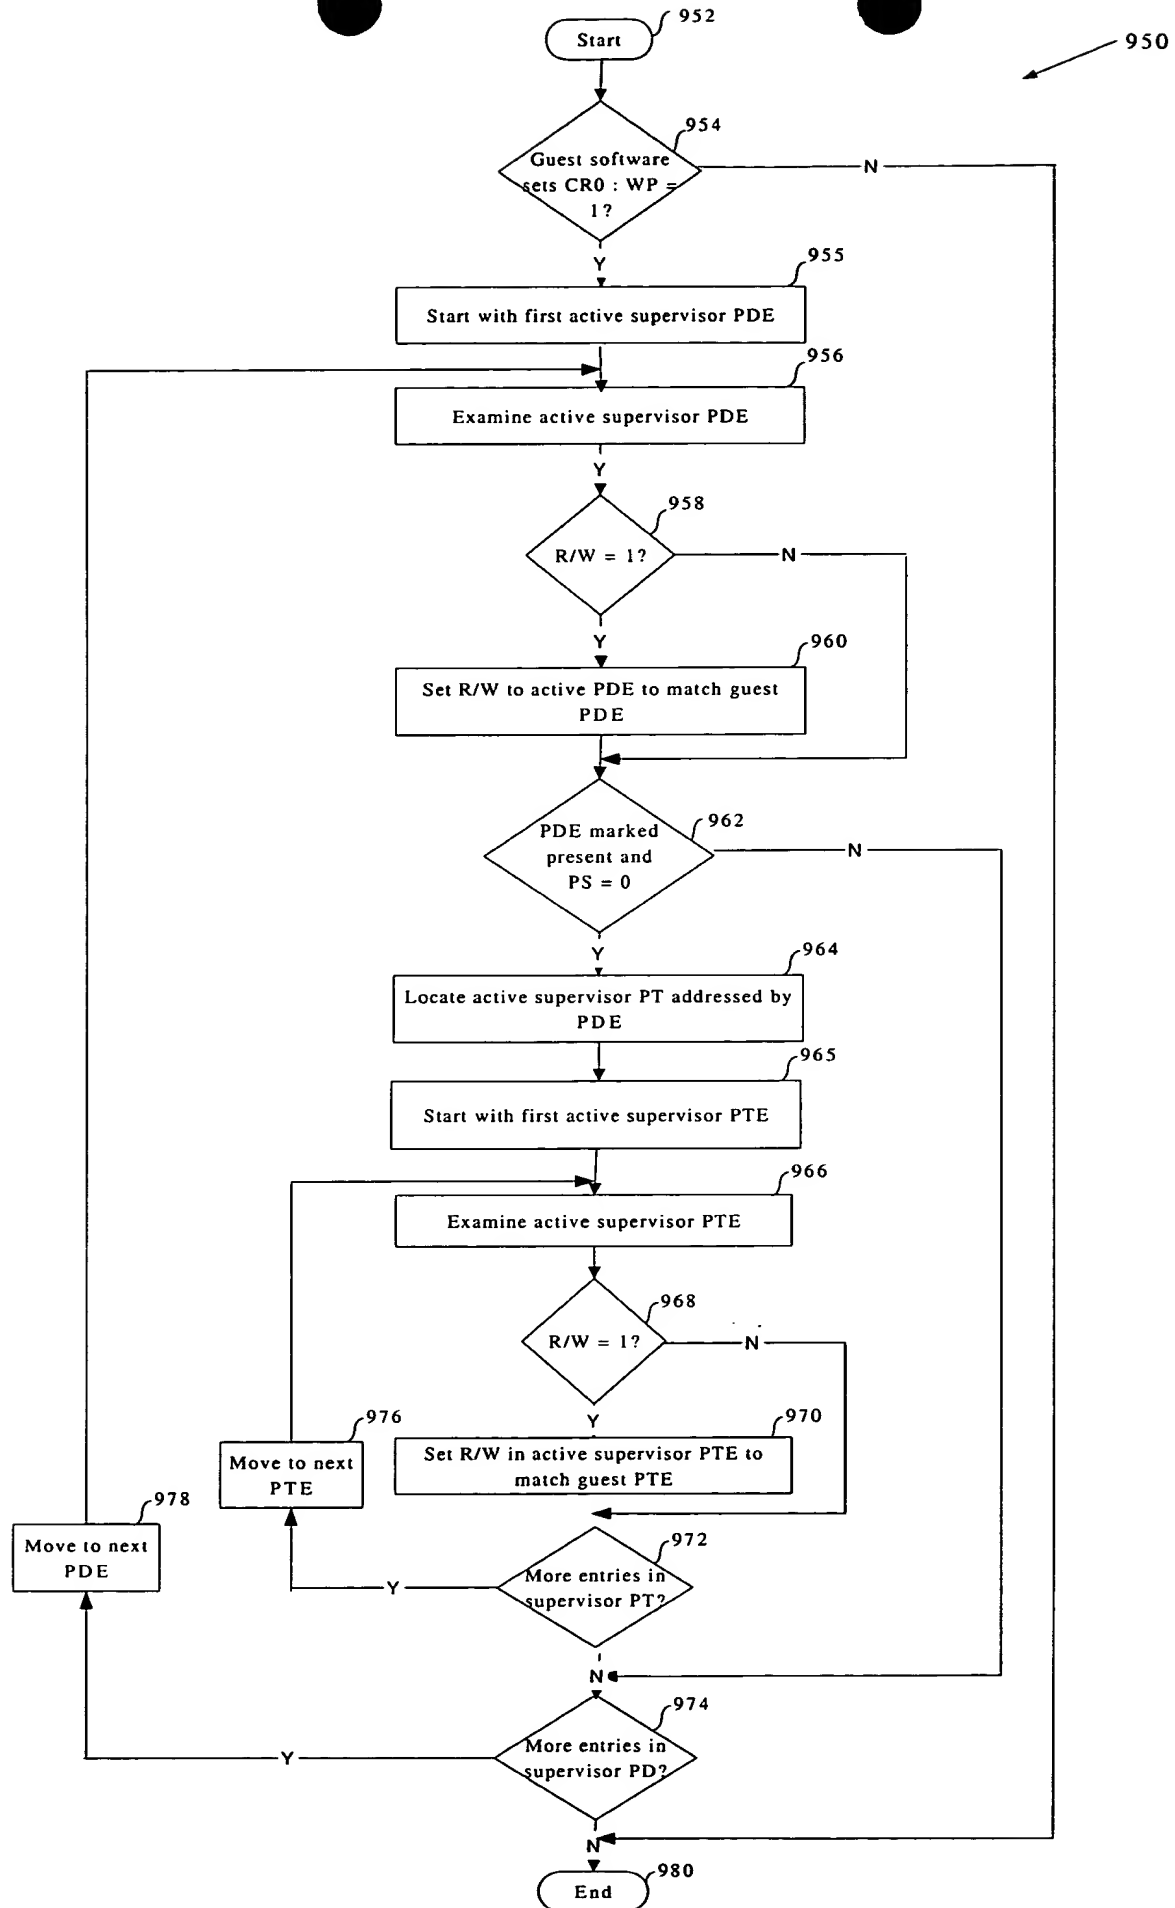 952
Start
950
954
Guest software
sets CR0 : WP =
1?
N
Y
955
Start with first active supervisor PDE
956
Examine active supervisor PDE
Y
958
R/W = 1?
N
Y
960
Set R/W to active PDE to match guest
PDE
962
PDE marked
present and
PS = 0
N
Y
964
Locate active supervisor PT addressed by
PDE
965
Start with first active supervisor PTE
966
Examine active supervisor PTE
968
R/W = 1?
N
Y
970
Set R/W in active supervisor PTE to
match guest PTE
976
Move to next
PTE
978
Move to next
PDE
972
More entries in
supervisor PT?
Y
N
974
More entries in
supervisor PD?
Y
N
980
End